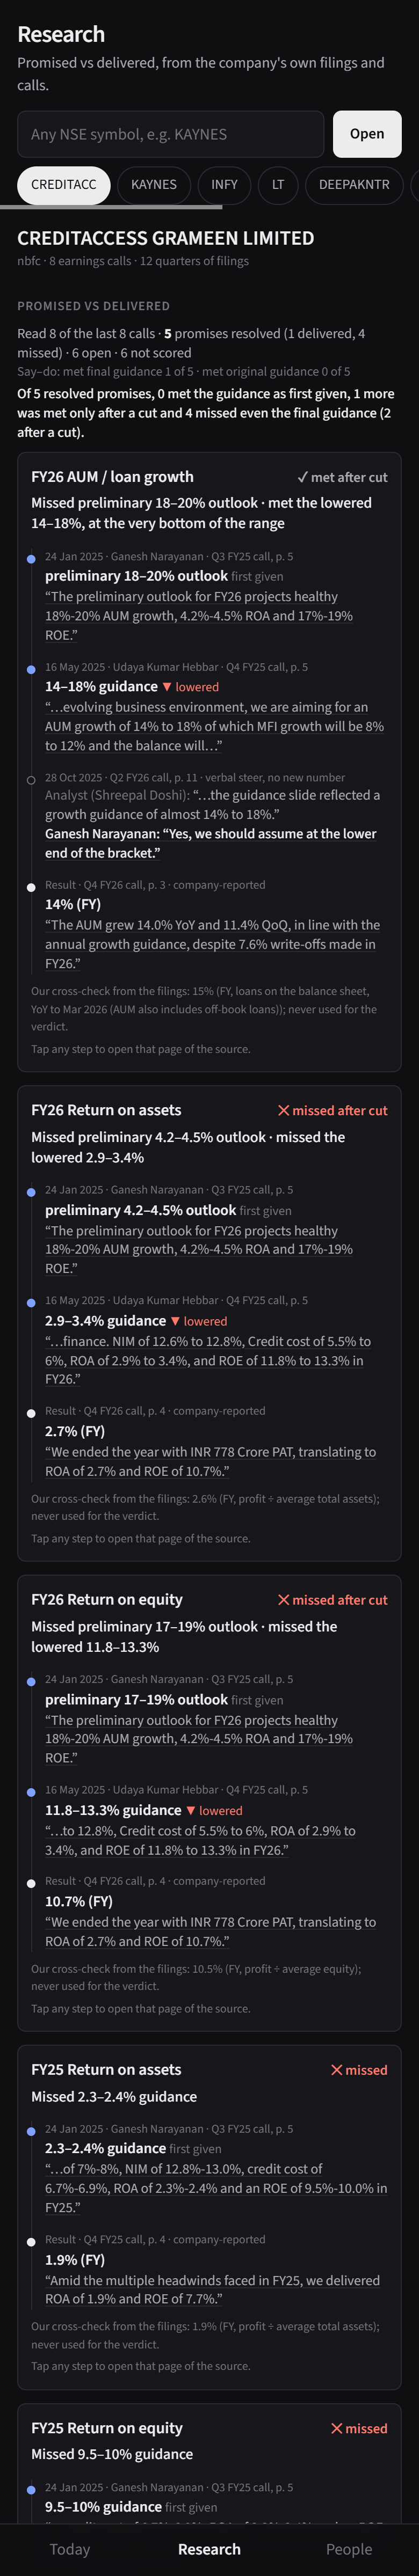 Research
Promised vs delivered, from the company's own filings and
calls.
Any NSE symbol, e.g. KAYNES
Open
CREDITACC
KAYNES
INFY
LT
DEEPAKNTR
CREDITACCESS GRAMEEN LIMITED
nbfc · 8 earnings calls · 12 quarters of filings
PROMISED VS DELIVERED
Read 8 of the last 8 calls · 5 promises resolved (1 delivered, 4
missed) · 6 open · 6 not scored
Say–do: met final guidance 1 of 5 · met original guidance 0 of 5
Of 5 resolved promises, 0 met the guidance as first given, 1 more
was met only after a cut and 4 missed even the final guidance (2
after a cut).
FY26 AUM / loan growth
✓ met after cut
Missed preliminary 18–20% outlook · met the lowered
14–18%, at the very bottom of the range
24 Jan 2025 · Ganesh Narayanan · Q3 FY25 call, p. 5
preliminary 18–20% outlook first given
“The preliminary outlook for FY26 projects healthy
18%-20% AUM growth, 4.2%-4.5% ROA and 17%-19%
ROE.”
16 May 2025 · Udaya Kumar Hebbar · Q4 FY25 call, p. 5
14–18% guidance ▼ lowered
“…evolving business environment, we are aiming for an
AUM growth of 14% to 18% of which MFI growth will be 8%
to 12% and the balance will…”
28 Oct 2025 · Q2 FY26 call, p. 11 · verbal steer, no new number
Analyst (Shreepal Doshi): “…the guidance slide reflected a
growth guidance of almost 14% to 18%.”
Ganesh Narayanan: “Yes, we should assume at the lower
end of the bracket.”
Result · Q4 FY26 call, p. 3 · company-reported
14% (FY)
“The AUM grew 14.0% YoY and 11.4% QoQ, in line with the
annual growth guidance, despite 7.6% write-offs made in
FY26.”
Our cross-check from the filings: 15% (FY, loans on the balance sheet,
YoY to Mar 2026 (AUM also includes off-book loans)); never used for the
verdict.
Tap any step to open that page of the source.
FY26 Return on assets
✕ missed after cut
Missed preliminary 4.2–4.5% outlook · missed the
lowered 2.9–3.4%
24 Jan 2025 · Ganesh Narayanan · Q3 FY25 call, p. 5
preliminary 4.2–4.5% outlook first given
“The preliminary outlook for FY26 projects healthy
18%-20% AUM growth, 4.2%-4.5% ROA and 17%-19%
ROE.”
16 May 2025 · Udaya Kumar Hebbar · Q4 FY25 call, p. 5
2.9–3.4% guidance ▼ lowered
“…finance. NIM of 12.6% to 12.8%, Credit cost of 5.5% to
6%, ROA of 2.9% to 3.4%, and ROE of 11.8% to 13.3% in
FY26.”
Result · Q4 FY26 call, p. 4 · company-reported
2.7% (FY)
“We ended the year with INR 778 Crore PAT, translating to
ROA of 2.7% and ROE of 10.7%.”
Our cross-check from the filings: 2.6% (FY, profit ÷ average total assets);
never used for the verdict.
Tap any step to open that page of the source.
FY26 Return on equity
✕ missed after cut
Missed preliminary 17–19% outlook · missed the
lowered 11.8–13.3%
24 Jan 2025 · Ganesh Narayanan · Q3 FY25 call, p. 5
preliminary 17–19% outlook first given
“The preliminary outlook for FY26 projects healthy
18%-20% AUM growth, 4.2%-4.5% ROA and 17%-19%
ROE.”
16 May 2025 · Udaya Kumar Hebbar · Q4 FY25 call, p. 5
11.8–13.3% guidance ▼ lowered
“…to 12.8%, Credit cost of 5.5% to 6%, ROA of 2.9% to
3.4%, and ROE of 11.8% to 13.3% in FY26.”
Result · Q4 FY26 call, p. 4 · company-reported
10.7% (FY)
“We ended the year with INR 778 Crore PAT, translating to
ROA of 2.7% and ROE of 10.7%.”
Our cross-check from the filings: 10.5% (FY, profit ÷ average equity);
never used for the verdict.
Tap any step to open that page of the source.
FY25 Return on assets
✕ missed
Missed 2.3–2.4% guidance
24 Jan 2025 · Ganesh Narayanan · Q3 FY25 call, p. 5
2.3–2.4% guidance first given
“…of 7%-8%, NIM of 12.8%-13.0%, credit cost of
6.7%-6.9%, ROA of 2.3%-2.4% and an ROE of 9.5%-10.0% in
FY25.”
Result · Q4 FY25 call, p. 4 · company-reported
1.9% (FY)
“Amid the multiple headwinds faced in FY25, we delivered
ROA of 1.9% and ROE of 7.7%.”
Our cross-check from the filings: 1.9% (FY, profit ÷ average total assets);
never used for the verdict.
Tap any step to open that page of the source.
FY25 Return on equity
✕ missed
Missed 9.5–10% guidance
24 Jan 2025 · Ganesh Narayanan · Q3 FY25 call, p. 5
9.5–10% guidance first given
Today
Research
People